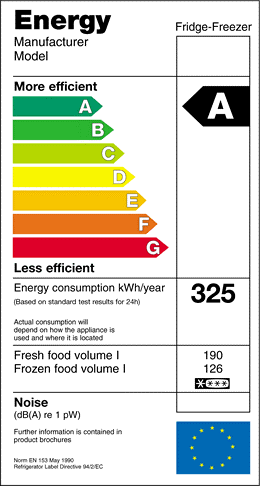 Energy
Fridge-Freezer
Manufacturer
Model
More efficient
A
A
B
C
D
E
F
G
Less efficient
Energy consumption kWh/year
325
(Based on standard test results for 24h)
Actual consumption will
depend on how the appliance is
used and where it is located
Fresh food volume l
190
Frozen food volume l
126
****
Noise
(dB(A) re 1 pW)
Further information is contained in
product brochures
Norm EN 153 May 1990
Refrigerator Label Directive 94/2/EC